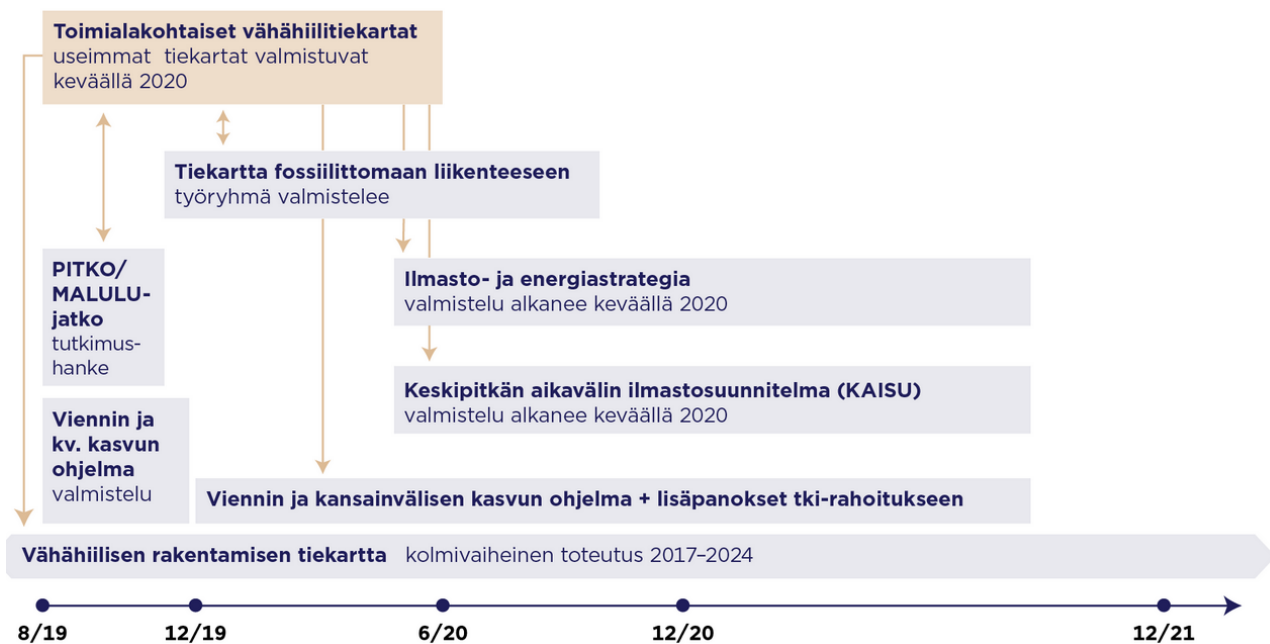 Toimialakohtaiset vähähiilitiekartat
useimmat tiekartat valmistuvat
keväällä 2020
Tiekartta fossiilittomaan liikenteeseen
työryhmä valmistelee
PITKO/
MALULU-
jatko
tutkimus-
hanke
Ilmasto- ja energiastrategia
valmistelu alkanee keväällä 2020
Keskipitkän aikavälin ilmastosuunnitelma (KAISU)
valmistelu alkanee keväällä 2020
Viennin ja
kv. kasvun
ohjelma
valmistelu
Viennin ja kansainvälisen kasvun ohjelma + lisäpanokset tki-rahoitukseen
Vähähiilisen rakentamisen tiekartta kolmivaiheinen toteutus 2017–2024
8/19 12/19 6/20 12/20 12/21